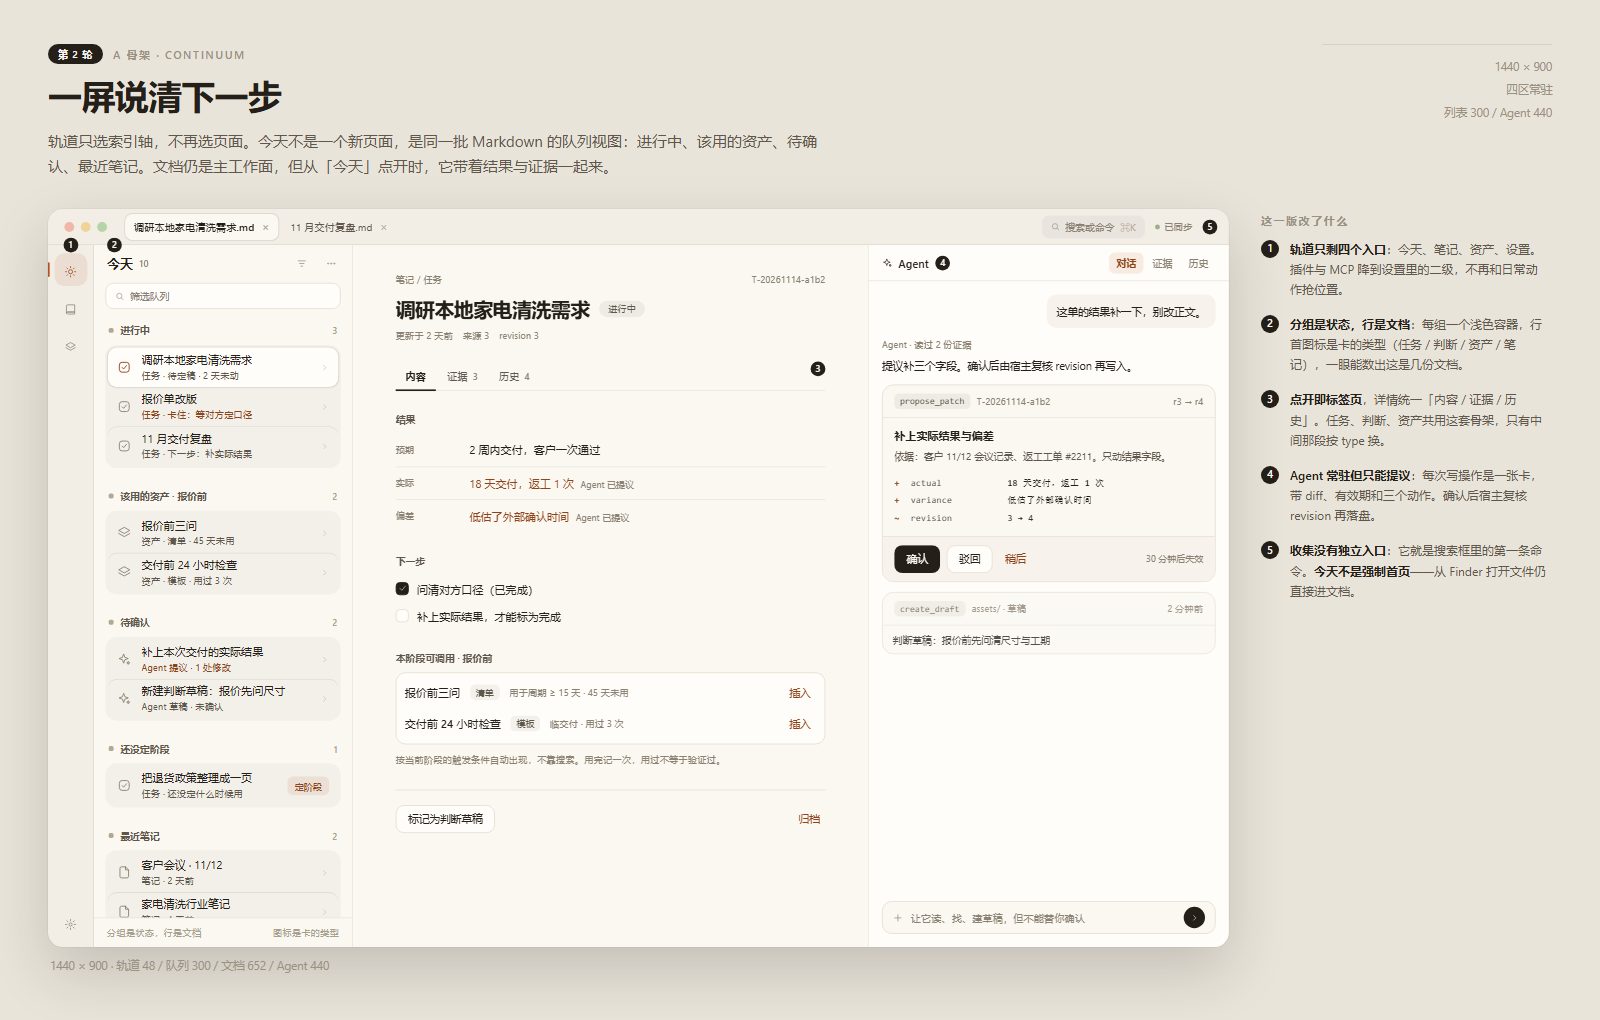 第 2 轮 A 骨架 · CONTINUUM
一屏说清下一步
轨道只选索引轴，不再选页面。今天不是一个新页面，是同一批 Markdown 的队列视图：进行中、该用的资产、待确
认、最近笔记。文档仍是主工作面，但从「今天」点开时，它带着结果与证据一起来。
1440 × 900
四区常驻
列表 300 / Agent 440
调研本地家电清洗需求.md ×
11 月交付复盘.md ×
搜索或命令 ⌘K
已同步 5
1
2
今天 10
筛选队列
进行中 3
调研本地家电清洗需求
任务 · 待定稿 · 2 天未动
报价单改版
任务 · 卡住：等对方定口径
11 月交付复盘
任务 · 下一步：补实际结果
该用的资产 · 报价前 2
报价前三问
资产 · 清单 · 45 天未用
交付前 24 小时检查
资产 · 模板 · 用过 3 次
待确认 2
补上本次交付的实际结果
Agent 提议 · 1 处修改
新建判断草稿：报价先问尺寸
Agent 草稿 · 未确认
还没定阶段 1
把退货政策整理成一页
任务 · 还没定什么时候用
定阶段
最近笔记 2
客户会议 · 11/12
笔记 · 2 天前
家电清洗行业笔记
分组是状态，行是文档 图标是卡的类型
笔记 / 任务 T-20261114-a1b2
调研本地家电清洗需求 进行中
更新于 2 天前 来源 3 revision 3
内容 证据 3 历史 4
3
结果
预期 2 周内交付，客户一次通过
实际 18 天交付，返工 1 次 Agent 已提议
偏差 低估了外部确认时间 Agent 已提议
下一步
问清对方口径（已完成）
补上实际结果，才能标为完成
本阶段可调用 · 报价前
报价前三问 清单 用于周期 ≥ 15 天 · 45 天未用 插入
交付前 24 小时检查 模板 临交付 · 用过 3 次 插入
按当前阶段的触发条件自动出现，不靠搜索。用完记一次，用过不等于验证过。
标记为判断草稿 归档
Agent 4
对话 证据 历史
这单的结果补一下，别改正文。
Agent · 读过 2 份证据
提议补三个字段。确认后由宿主复核 revision 再写入。
propose_patch T-20261114-a1b2 r3 → r4
补上实际结果与偏差
依据：客户 11/12 会议记录、返工工单 #2211。只动结果字段。
+ actual 18 天交付，返工 1 次
+ variance 低估了外部确认时间
~ revision 3 → 4
确认 驳回 稍后 30 分钟后失效
create_draft assets/ · 草稿 2 分钟前
判断草稿：报价前先问清尺寸与工期
+ 让它读、找、建草稿，但不能替你确认
1440 × 900 · 轨道 48 / 队列 300 / 文档 652 / Agent 440
这一版改了什么
1 轨道只剩四个入口：今天、笔记、资产、设置。
插件与 MCP 降到设置里的二级，不再和日常动
作抢位置。
2 分组是状态，行是文档：每组一个浅色容器，行
首图标是卡的类型（任务 / 判断 / 资产 / 笔
记），一眼能数出这是几份文档。
3 点开即标签页，详情统一「内容 / 证据 / 历
史」。任务、判断、资产共用这套骨架，只有中
间那段按 type 换。
4 Agent 常驻但只能提议：每次写操作是一张卡，
带 diff、有效期和三个动作。确认后宿主复核
revision 再落盘。
5 收集没有独立入口：它就是搜索框里的第一条命
令。今天不是强制首页——从 Finder 打开文件仍
直接进文档。